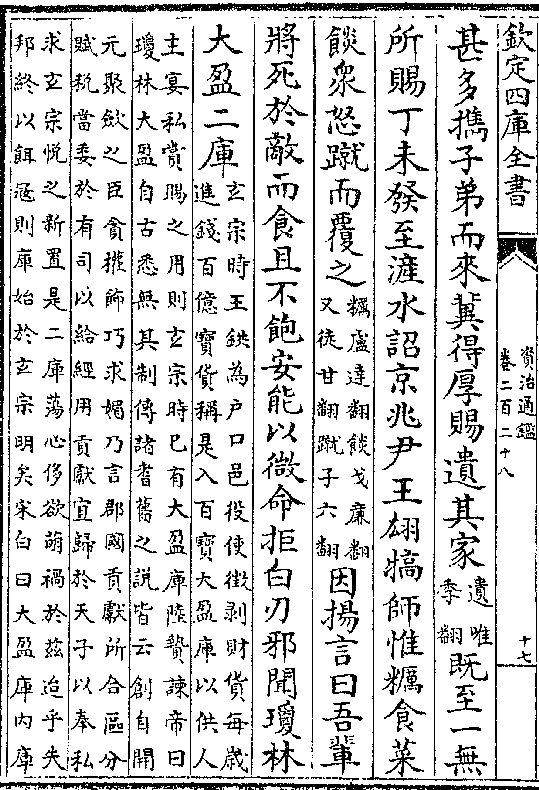 欽定四庫全書
資治通鑑
卷二百二十八
十七
甚多攜子弟而來冀得厚賜遺其家
遺唯
季翻
既至一無
所賜丁未發至滻水詔京兆尹王翃犒師惟糲食菜
餤衆怒蹴而覆之
糲盧達翻餤戈廉翻
又徒甘翻蹴子六翻
因揚言曰吾輩
將死於敵而食且不飽安能以微命拒白刃邪聞瓊林
大盈二庫
玄宗時王鉷為戶口邑役使徵剥財貨每歲
進錢百億寶貨稱是入百寶大盈庫以供人
主宴私賞賜之用則玄宗時已有大盈庫陸贄諫帝曰
瓊林大盈自古悉無其制傳諸耆舊之説皆云創自開
元聚斂之臣貪權飾巧求媚乃言郡國貢獻所合區分
賦稅當委於有司以給經用貢獻宜歸於天子以奉私
求玄宗悅之新置是二庫蕩心侈欲萌禍於茲迨乎失
邦終以餌寇則庫始於玄宗明矣宋白曰大盈庫內庫